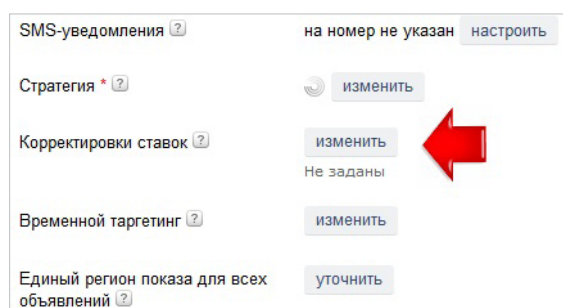 SMS-уведомления ? на номер не указан настроить
Стратегия * ? изменить
Корректировки ставок ? изменить
Не заданы
Временной таргетинг ? изменить
Единый регион показа для всех уточнить
объявлений ?